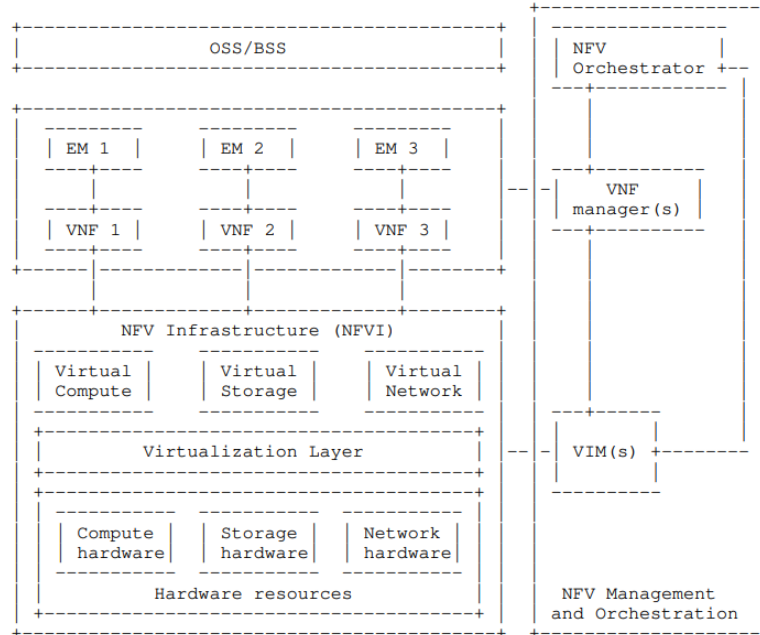 OSS/BSS
NFV
Orchestrator
EM 1 EM 2 EM 3
VNF
manager(s)
VNF 1 VNF 2 VNF 3
NFV Infrastructure (NFVI)
Virtual Virtual Virtual
Compute Storage Network
Virtualization Layer
VIM(s)
Compute Storage Network
hardware hardware hardware
Hardware resources
NFV Management
and Orchestration